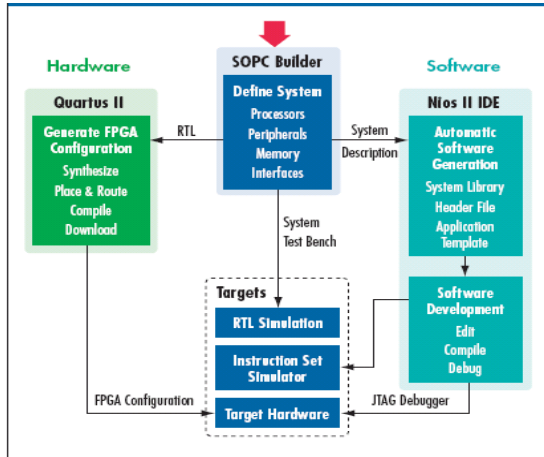 Hardware
SOPC Builder
Software
Quartus II
Generate FPGA
Configuration
Synthesize
Place & Route
Compile
Download
RTL
Define System
Processors
Peripherals
Memory
Interfaces
System
Description
Nios II IDE
Automatic
Software
Generation
System Library
Header File
Application
Template
System
Test Bench
Targets
RTL Simulation
Instruction Set
Simulator
Target Hardware
Software
Development
Edit
Compile
Debug
FPGA Configuration
JTAG Debugger